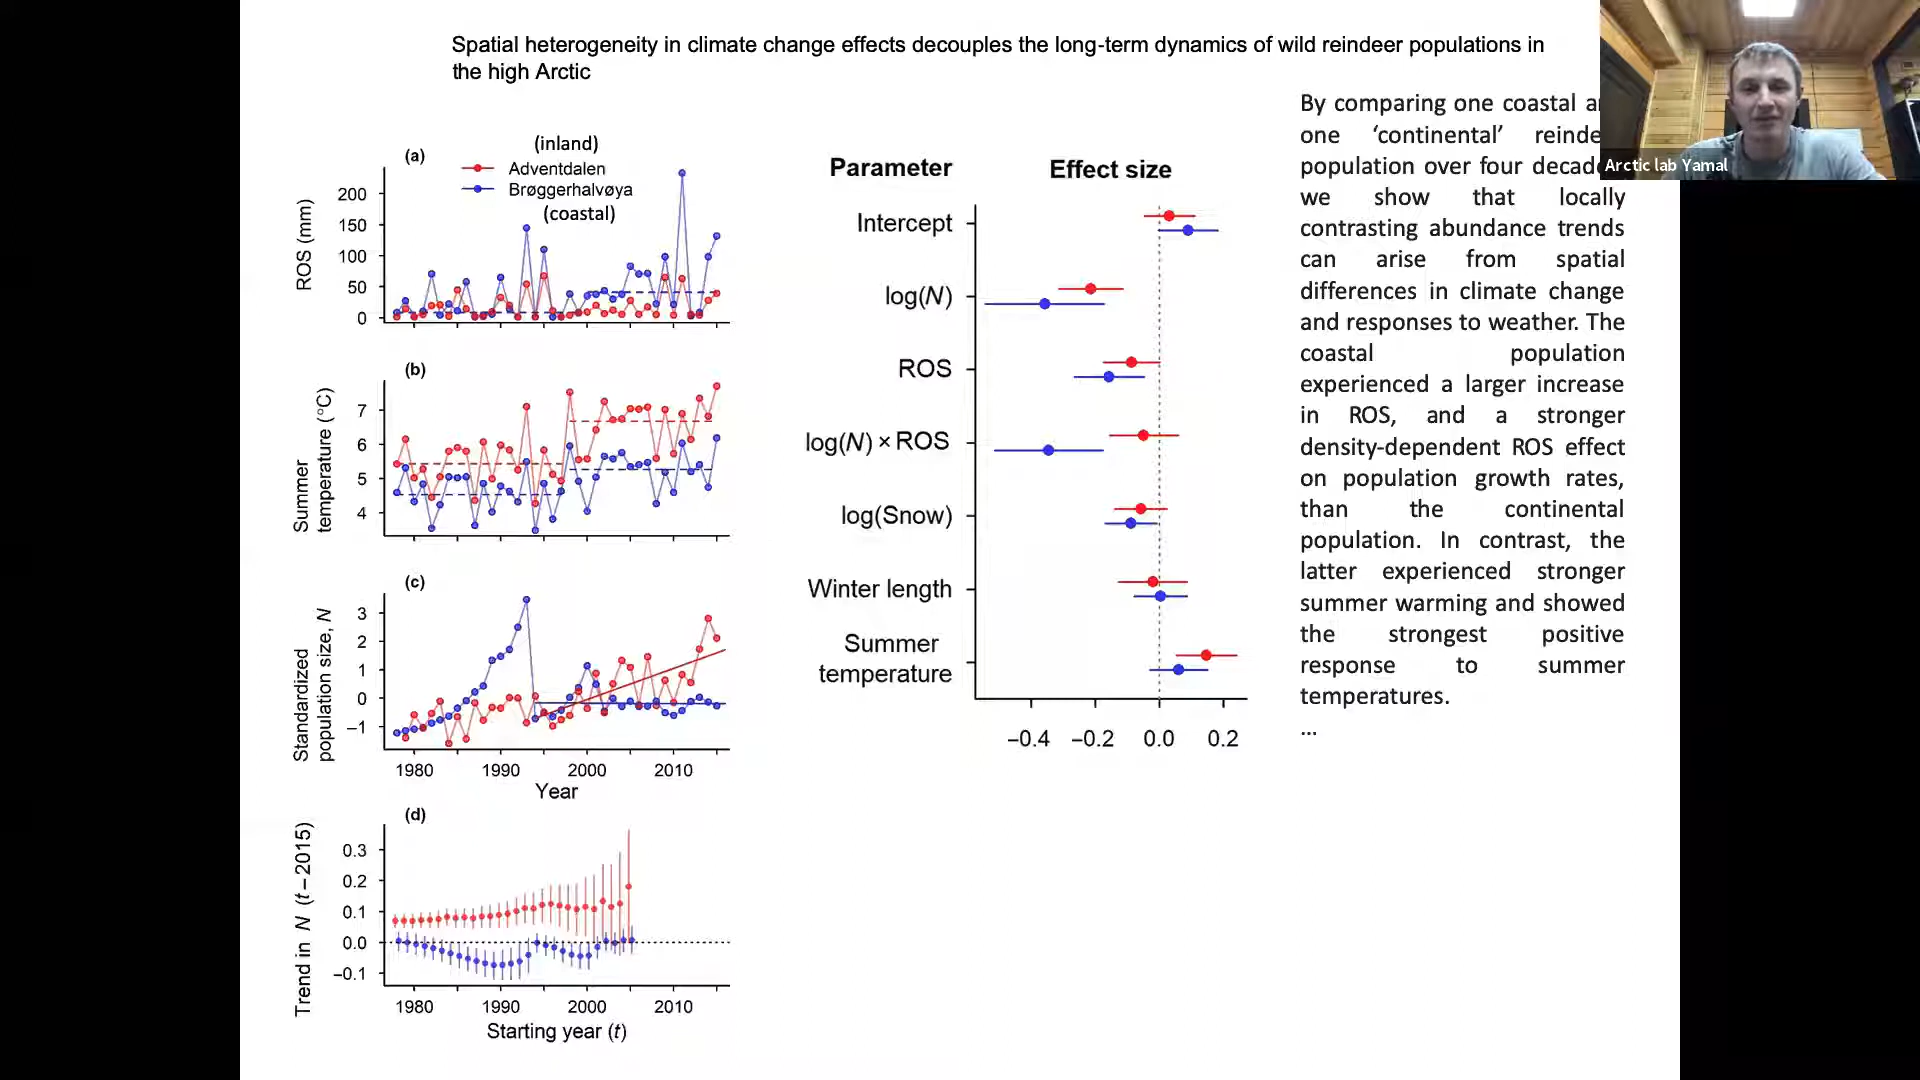 Spatial heterogeneity in climate change effects decouples the long-term dynamics of wild reindeer populations in
the high Arctic
(a)
(inland)
Adventdalen
Brøggerhalvøya
(coastal)
ROS (mm)
200
150
100
50
0
(b)
Summer
temperature (°C)
7
6
5
4
(c)
Standardized
population size, N
3
2
1
0
−1
1980 1990 2000 2010
Year
(d)
Trend in N (t – 2015)
0.3
0.2
0.1
0.0
−0.1
1980 1990 2000 2010
Starting year (t)
Parameter Effect size
Intercept
log(N)
ROS
log(N) × ROS
log(Snow)
Winter length
Summer
temperature
−0.4 −0.2 0.0 0.2
By comparing one coastal
one ‘continental’
population over four
we show that locally
contrasting abundance trends
can arise from spatial
differences in climate change
and responses to weather. The
coastal population
experienced a larger increase
in ROS, and a stronger
density-dependent ROS effect
on population growth rates,
than the continental
population. In contrast, the
latter experienced stronger
summer warming and showed
the strongest positive
response to summer
temperatures.
...
Arctic lab Yamal